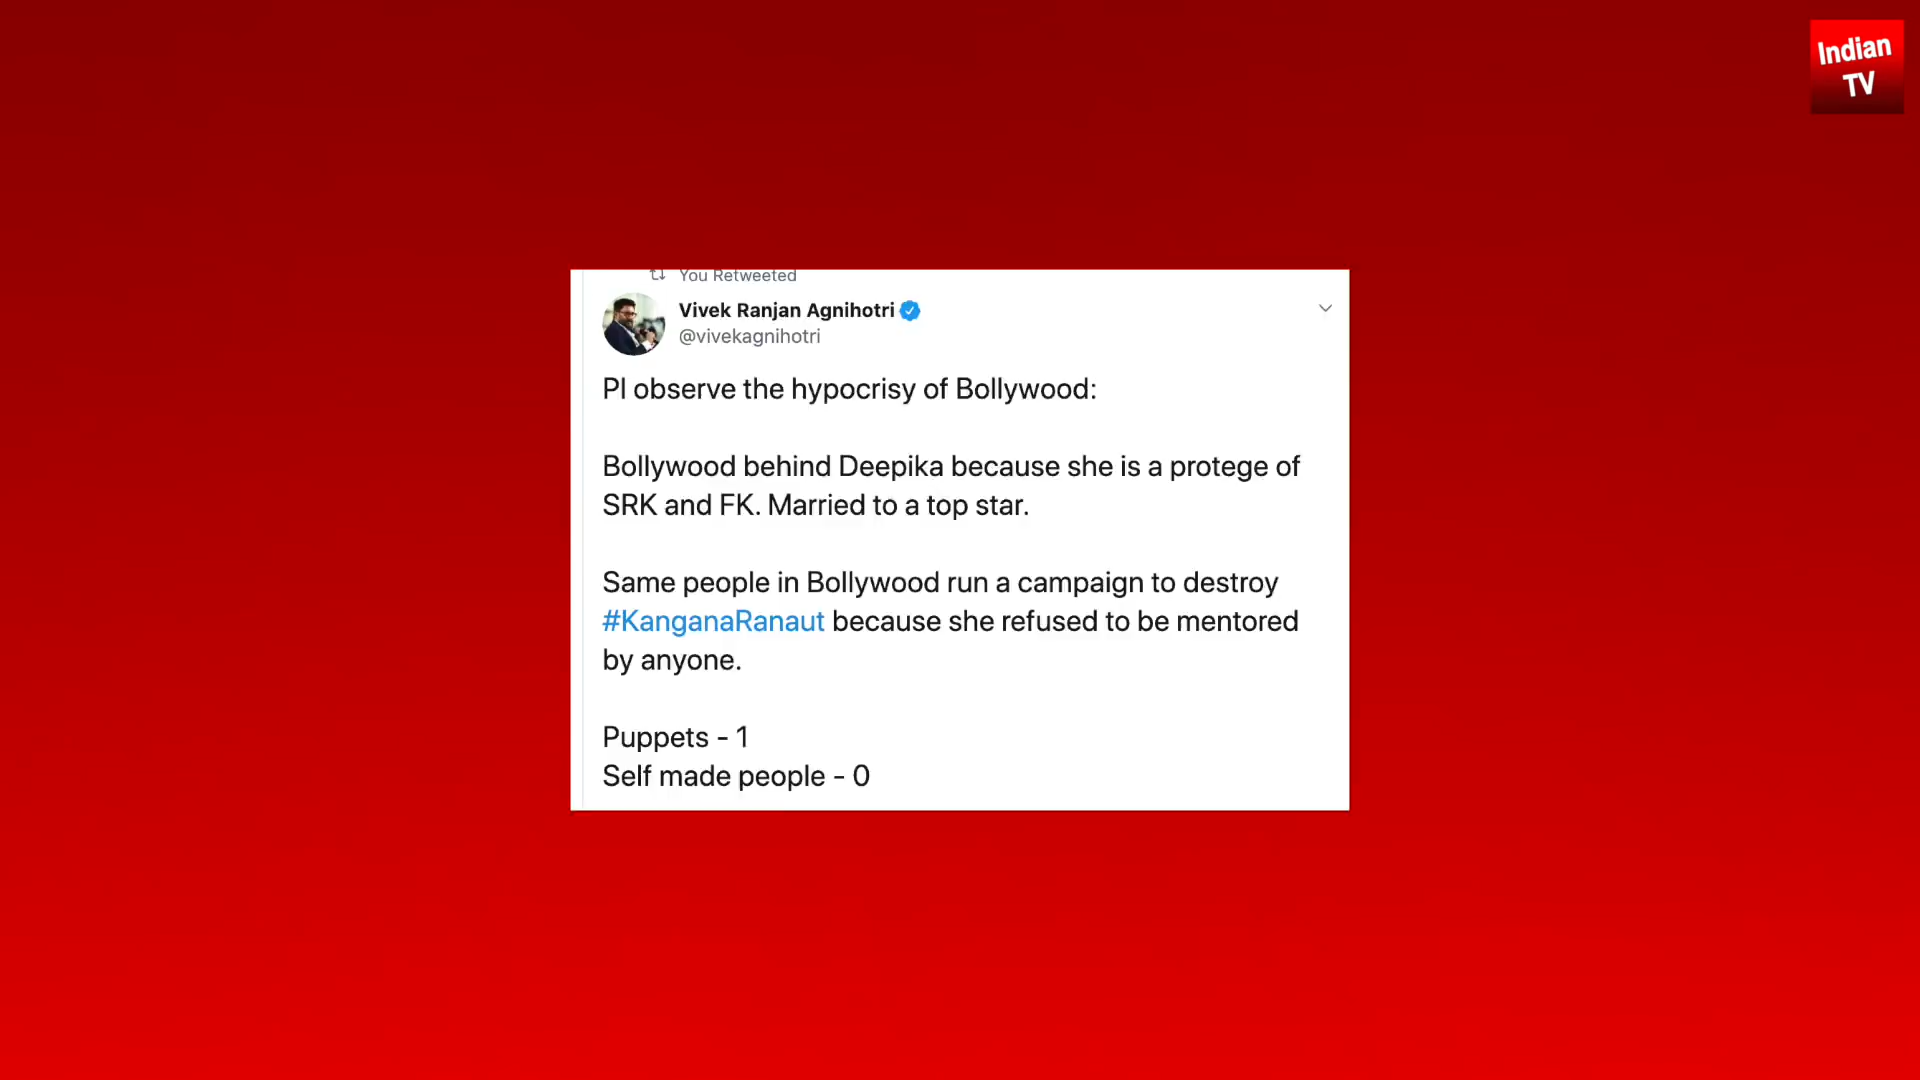 Indian
TV
You Retweeted
Vivek Ranjan Agnihotri
@vivekagnihotri
Pl observe the hypocrisy of Bollywood:
Bollywood behind Deepika because she is a protege of
SRK and FK. Married to a top star.
Same people in Bollywood run a campaign to destroy
#KanganaRanaut because she refused to be mentored
by anyone.
Puppets - 1
Self made people - 0